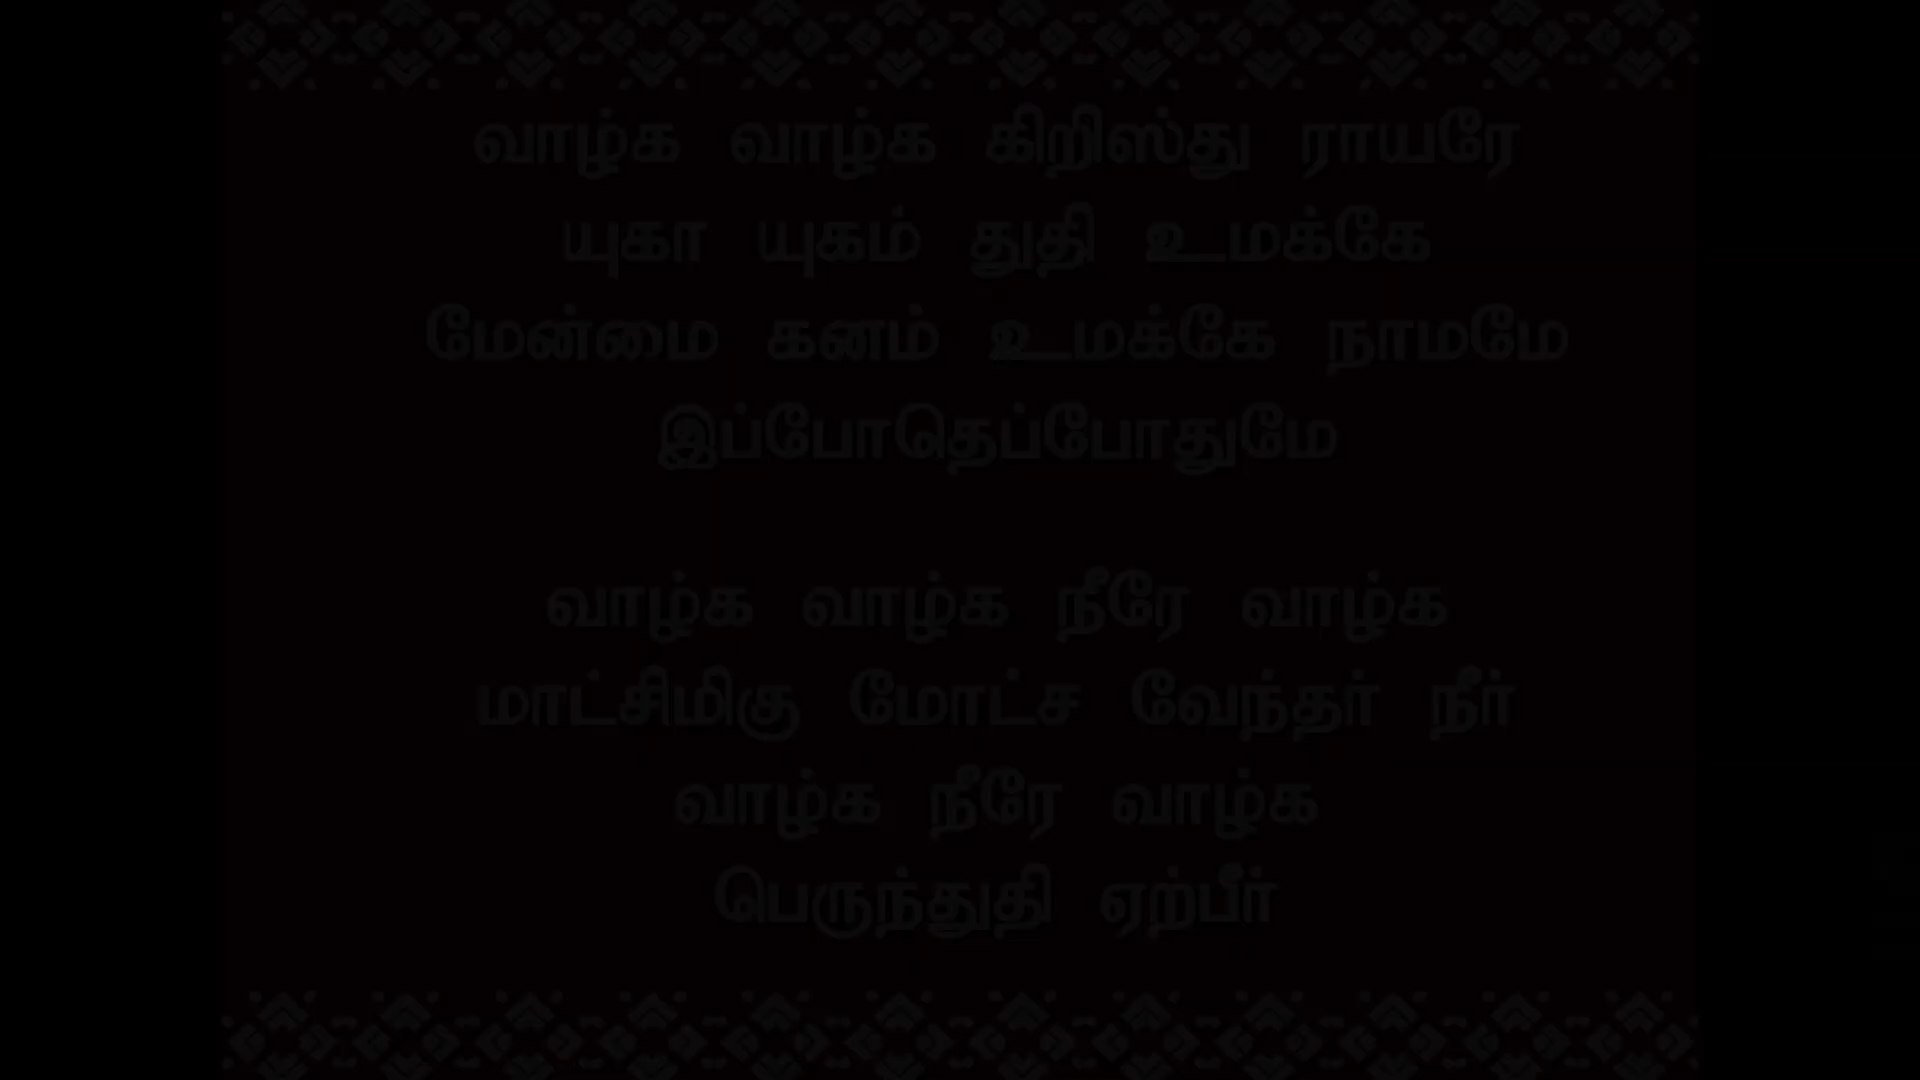 வாழ்க வாழ்க கிறிஸ்து ராயரே
யுகா யுகம் துதி உமக்கே
மேன்மை கனம் உமக்கே நாமமே
இப்போதெப்போதுமே
வாழ்க வாழ்க நீரே வாழ்க
மாட்சிமிகு மோட்ச வேந்தர் நீர்
வாழ்க நீரே வாழ்க
பெருந்துதி ஏற்பீர்